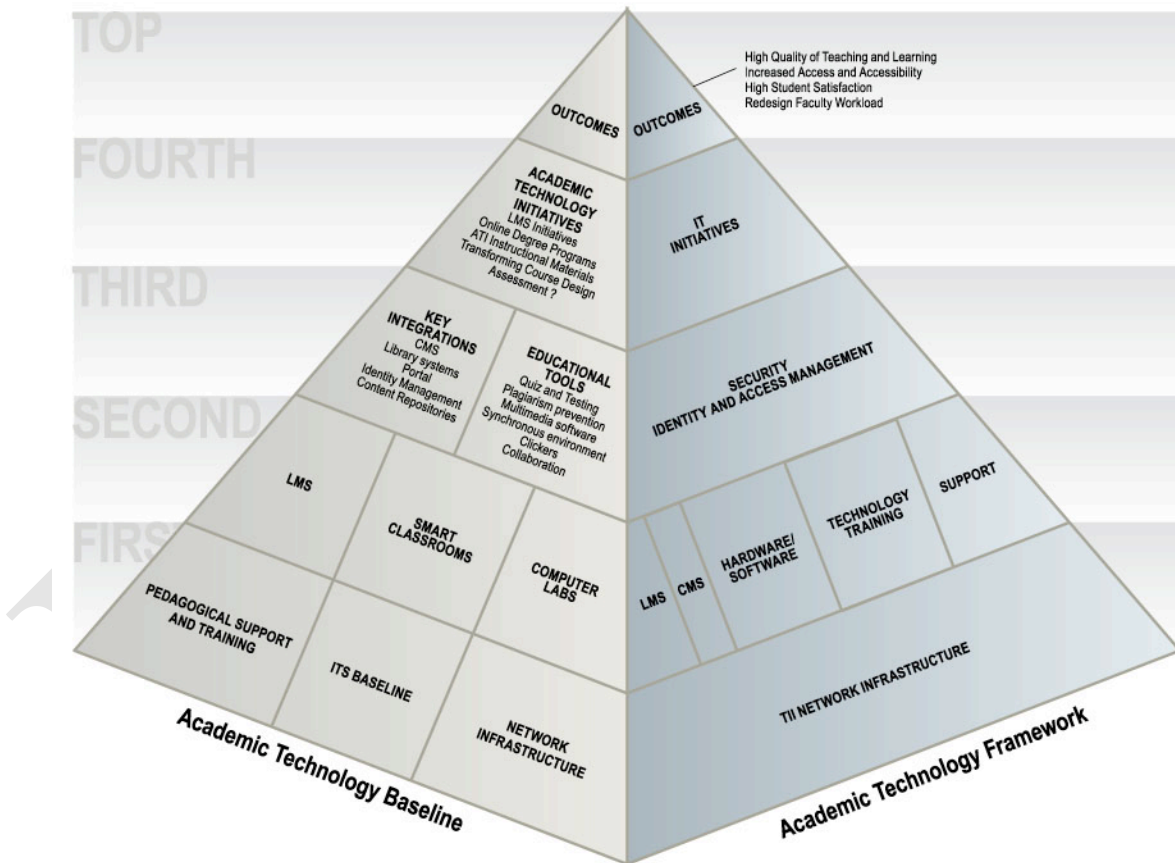 TOP
High Quality of Teaching and Learning
Increased Access and Accessibility
High Student Satisfaction
Redesign Faculty Workload
OUTCOMES
OUTCOMES
FOURTH
ACADEMIC
TECHNOLOGY
INITIATIVES
LMS Initiatives
Online Degree Programs
ATI Instructional Materials
Transforming Course Design
Assessment ?
IT
INITIATIVES
THIRD
KEY
INTEGRATIONS
CMS
Library systems
Portal
Identity Management
Content Repositories
EDUCATIONAL
TOOLS
Quiz and Testing
Plagiarism prevention
Multimedia software
Synchronous environment
Clickers
Collaboration
SECURITY
IDENTITY AND ACCESS MANAGEMENT
SECOND
LMS
SMART
CLASSROOMS
COMPUTER
LABS
LMS
CMS
HARDWARE/
SOFTWARE
TECHNOLOGY
TRAINING
SUPPORT
FIRST
PEDAGOGICAL SUPPORT
AND TRAINING
ITS BASELINE
NETWORK
INFRASTRUCTURE
TII NETWORK INFRASTRUCTURE
Academic Technology Baseline
Academic Technology Framework